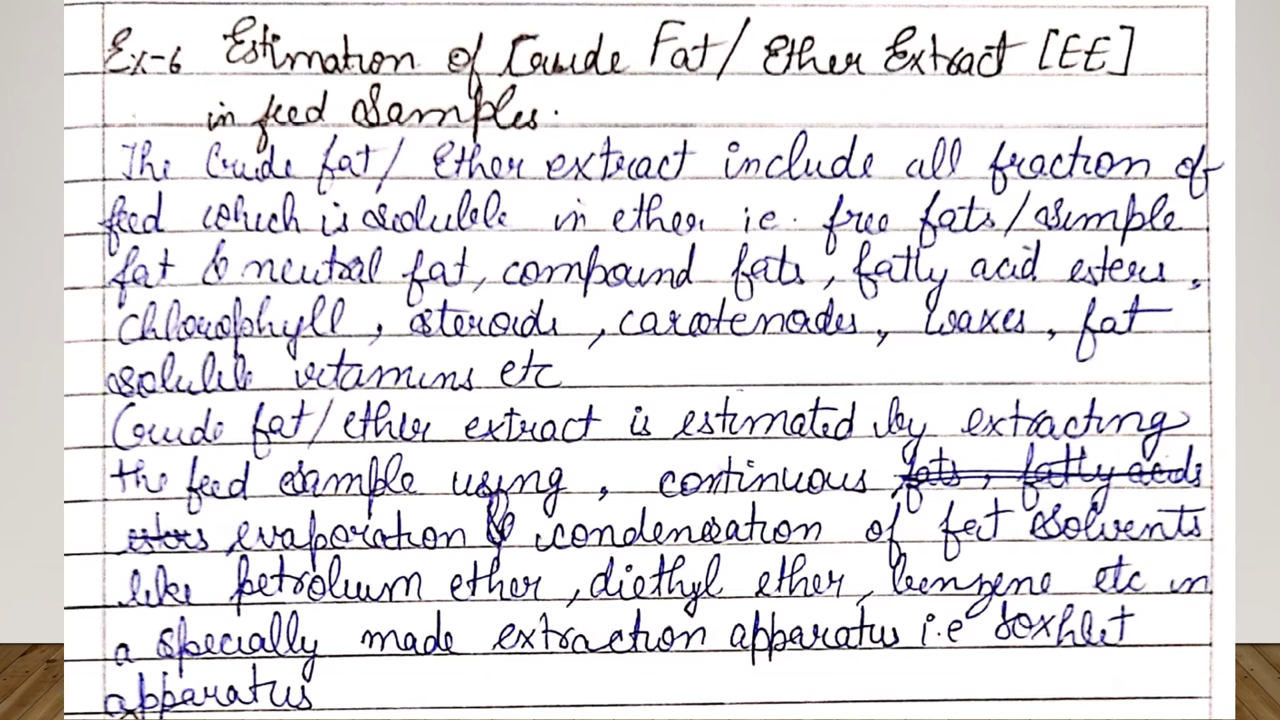 Ex-6 Estimation of Crude Fat/ Ether Extract [EE]
in feed Samples.
The Crude fat/ Ether extract include all fraction of
feed which is soluble in ether i.e. free fats/simple
fat & neutral fat, compound fats, fatty acid esters,
Chlorophyll, steroids, carotenodes, waxes, fat
soluble vitamins etc
Crude fat/ether extract is estimated by extracting
the feed sample using, continuous fats, fatty acids
esters evaporation & condensation of fat solvents
like petroleum ether, diethyl ether, benzene etc in
a specially made extraction apparatus i.e soxhlet
apparatus